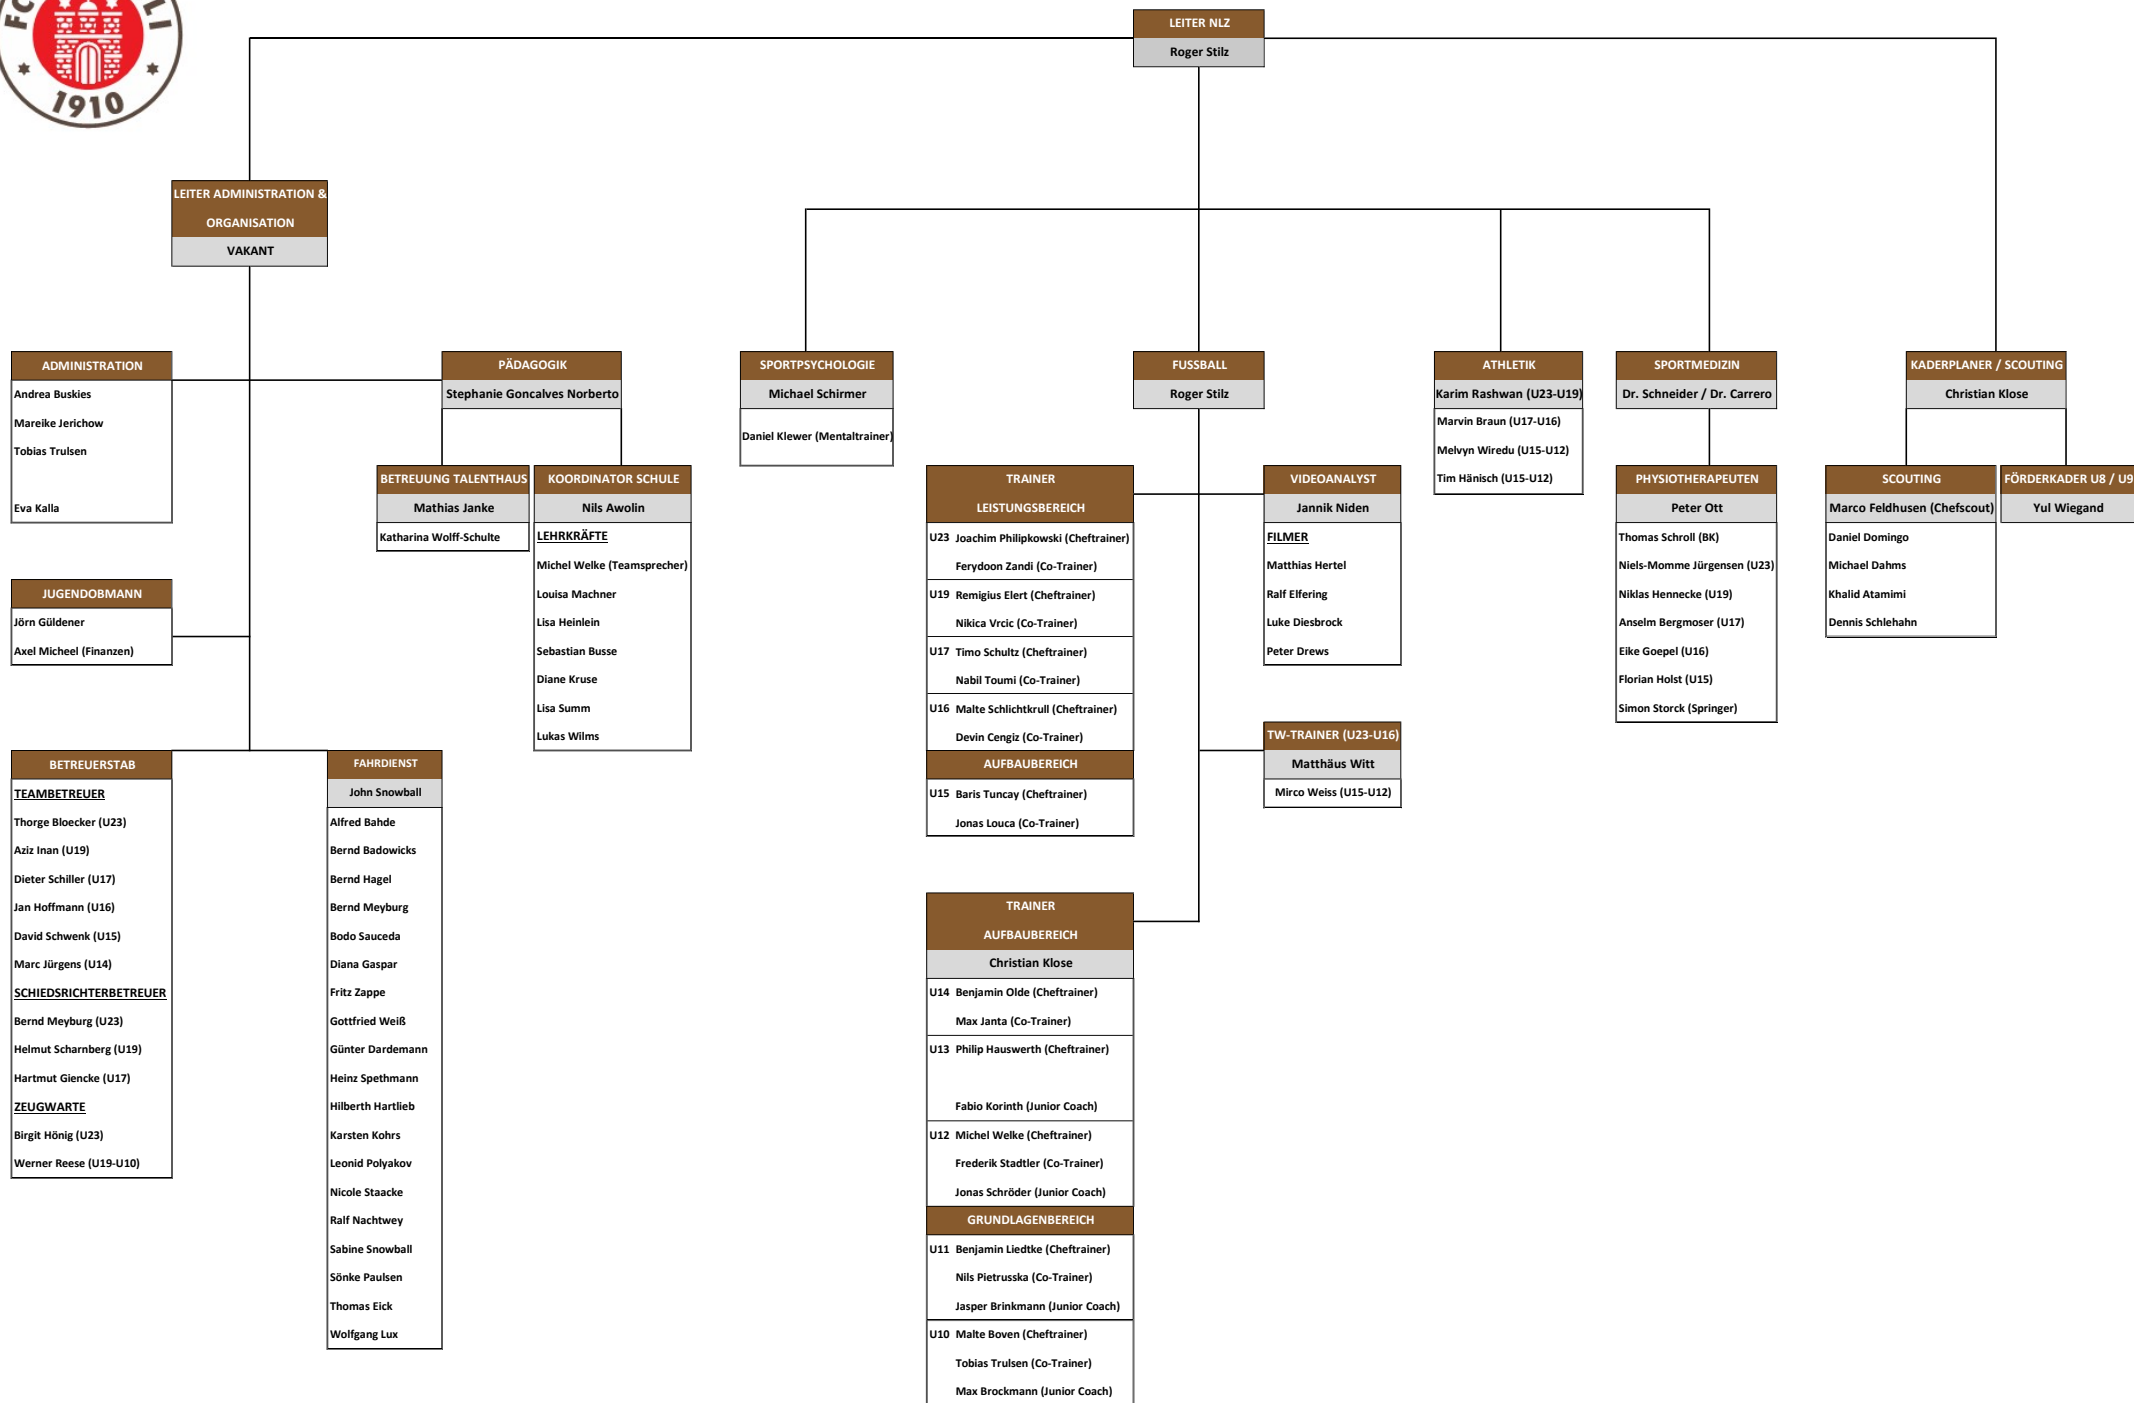 FC
LI
1910
LEITER NLZ
Roger Stilz
LEITER ADMINISTRATION &
ORGANISATION
VAKANT
ADMINISTRATION
Andrea Buskies
Mareike Jerichow
Tobias Trulsen
Eva Kalla
PÄDAGOGIK
Stephanie Goncalves Norberto
BETREUUNG TALENTHAUS
Mathias Janke
Katharina Wolff-Schulte
KOORDINATOR SCHULE
Nils Awolin
LEHRKRÄFTE
Michel Welke (Teamsprecher)
Louisa Machner
Lisa Heinlein
Sebastian Busse
Diane Kruse
Lisa Summ
Lukas Wilms
JUGENDOBMANN
Jörn Güldener
Axel Micheel (Finanzen)
BETREUERSTAB
TEAMBETREUER
Thorge Bloecker (U23)
Aziz Inan (U19)
Dieter Schiller (U17)
Jan Hoffmann (U16)
David Schwenk (U15)
Marc Jürgens (U14)
SCHIEDSRICHTERBETREUER
Bernd Meyburg (U23)
Helmut Scharnberg (U19)
Hartmut Giencke (U17)
ZEUGWARTE
Birgit Hönig (U23)
Werner Reese (U19-U10)
FAHRDIENST
John Snowball
Alfred Bahde
Bernd Badowicks
Bernd Hagel
Bernd Meyburg
Bodo Sauceda
Diana Gaspar
Fritz Zappe
Gottfried Weiß
Günter Dardemann
Heinz Spethmann
Hilberth Hartlieb
Karsten Kohrs
Leonid Polyakov
Nicole Staacke
Ralf Nachtwey
Sabine Snowball
Sönke Paulsen
Thomas Eick
Wolfgang Lux
SPORTPSYCHOLOGIE
Michael Schirmer
Daniel Klewer (Mentaltrainer)
FUSSBALL
Roger Stilz
TRAINER
LEISTUNGSBEREICH
U23 Joachim Philipkowski (Cheftrainer)
Ferydoon Zandi (Co-Trainer)
U19 Remigius Elert (Cheftrainer)
Nikica Vrcic (Co-Trainer)
U17 Timo Schultz (Cheftrainer)
Nabil Toumi (Co-Trainer)
U16 Malte Schlichtkrull (Cheftrainer)
Devin Cengiz (Co-Trainer)
AUFBAUBEREICH
U15 Baris Tuncay (Cheftrainer)
Jonas Louca (Co-Trainer)
VIDEOANALYST
Jannik Niden
FILMER
Matthias Hertel
Ralf Elfering
Luke Diesbrock
Peter Drews
TW-TRAINER (U23-U16)
Matthäus Witt
Mirco Weiss (U15-U12)
TRAINER
AUFBAUBEREICH
Christian Klose
U14 Benjamin Olde (Cheftrainer)
Max Janta (Co-Trainer)
U13 Philip Hauswerth (Cheftrainer)
Fabio Korinth (Junior Coach)
U12 Michel Welke (Cheftrainer)
Frederik Stadtler (Co-Trainer)
Jonas Schröder (Junior Coach)
GRUNDLAGENBEREICH
U11 Benjamin Liedtke (Cheftrainer)
Nils Pietrusska (Co-Trainer)
Jasper Brinkmann (Junior Coach)
U10 Malte Boven (Cheftrainer)
Tobias Trulsen (Co-Trainer)
Max Brockmann (Junior Coach)
ATHLETIK
Karim Rashwan (U23-U19)
Marvin Braun (U17-U16)
Melvyn Wiredu (U15-U12)
Tim Hänisch (U15-U12)
SPORTMEDIZIN
Dr. Schneider / Dr. Carrero
PHYSIOTHERAPEUTEN
Peter Ott
Thomas Schroll (BK)
Niels-Momme Jürgensen (U23)
Niklas Hennecke (U19)
Anselm Bergmoser (U17)
Eike Goepel (U16)
Florian Holst (U15)
Simon Storck (Springer)
KADERPLANER / SCOUTING
Christian Klose
SCOUTING
Marco Feldhusen (Chefscout)
Daniel Domingo
Michael Dahms
Khalid Atamimi
Dennis Schlehahn
FÖRDERKADER U8 / U9
Yul Wiegand